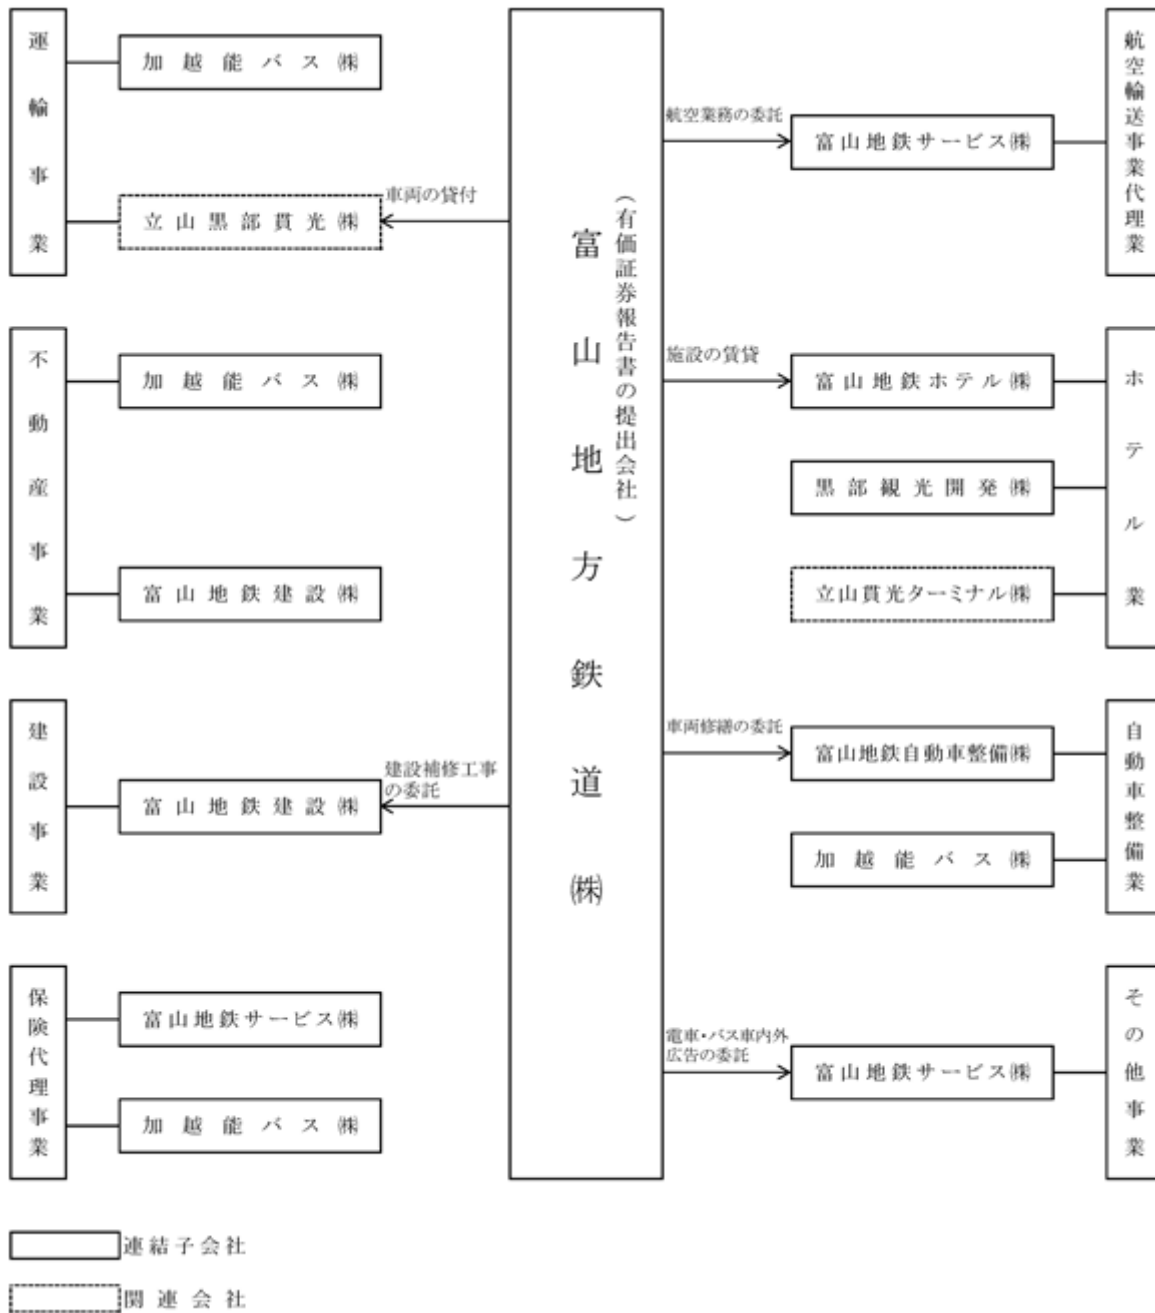 運輸事業
加越能バス㈱
車両の貸付
立山黒部貫光㈱
不動産事業
加越能バス㈱
富山地鉄建設㈱
建設事業
建設補修工事
の委託
富山地鉄建設㈱
保険代理事業
富山地鉄サービス㈱
加越能バス㈱
富山地方鉄道㈱
(有価証券報告書の提出会社)
航空業務の委託
富山地鉄サービス㈱
航空輸送事業代理業
施設の賃貸
富山地鉄ホテル㈱
黒部観光開発㈱
立山貫光ターミナル㈱
ホテル業
車両修繕の委託
富山地鉄自動車整備㈱
加越能バス㈱
自動車整備業
電車・バス車内外
広告の委託
富山地鉄サービス㈱
その他事業
連結子会社
関連会社